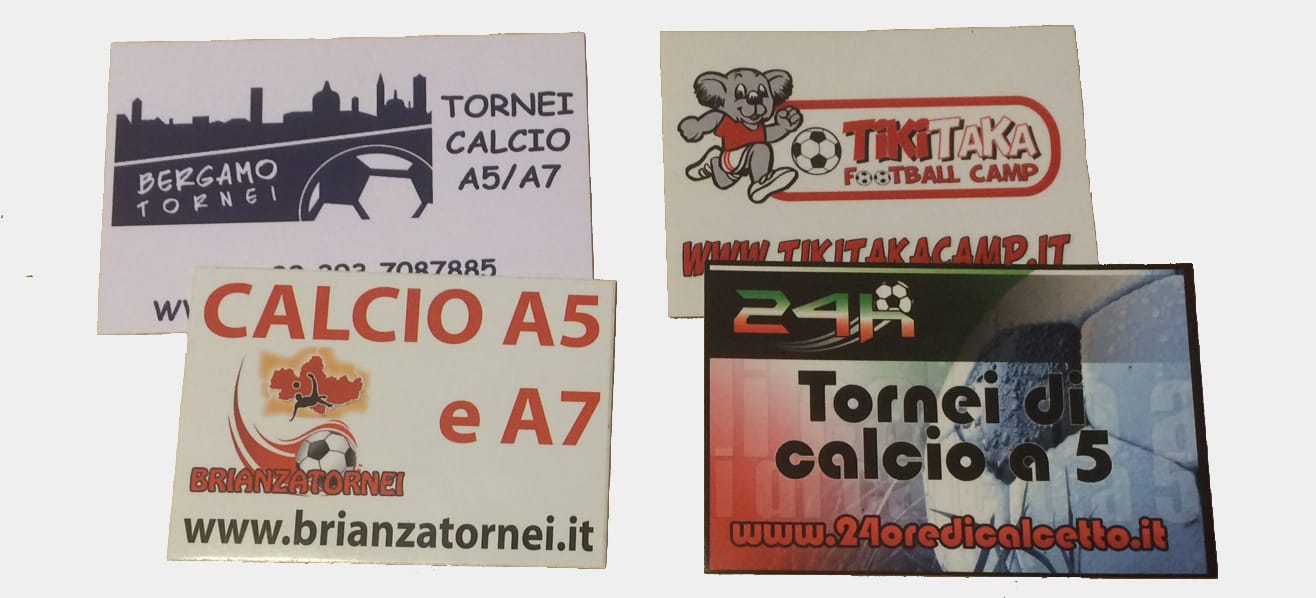 BERGAMO
TORNEI
TORNEI
CALCIO
A5/A7
7087885
TIKITAKA
FOOTBALL CAMP
WWW.TIKITAKACAMP.IT
CALCIO A5
e A7
BRIANZATORNEI
www.brianzatornei.it
24H
Tornei di
calcio a 5
www.24oredicalcetto.it